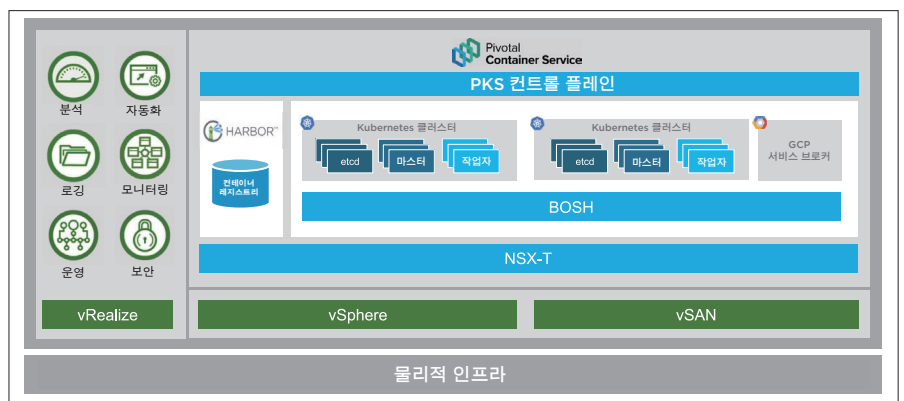 Pivotal
Container Service
PKS 컨트롤 플레인
분석
자동화
로깅
모니터링
운영
보안
vRealize
HARBOR™
컨테이너
레지스트리
Kubernetes 클러스터
etcd
마스터
작업자
Kubernetes 클러스터
etcd
마스터
작업자
GCP
서비스 브로커
BOSH
NSX-T
vSphere
vSAN
물리적 인프라